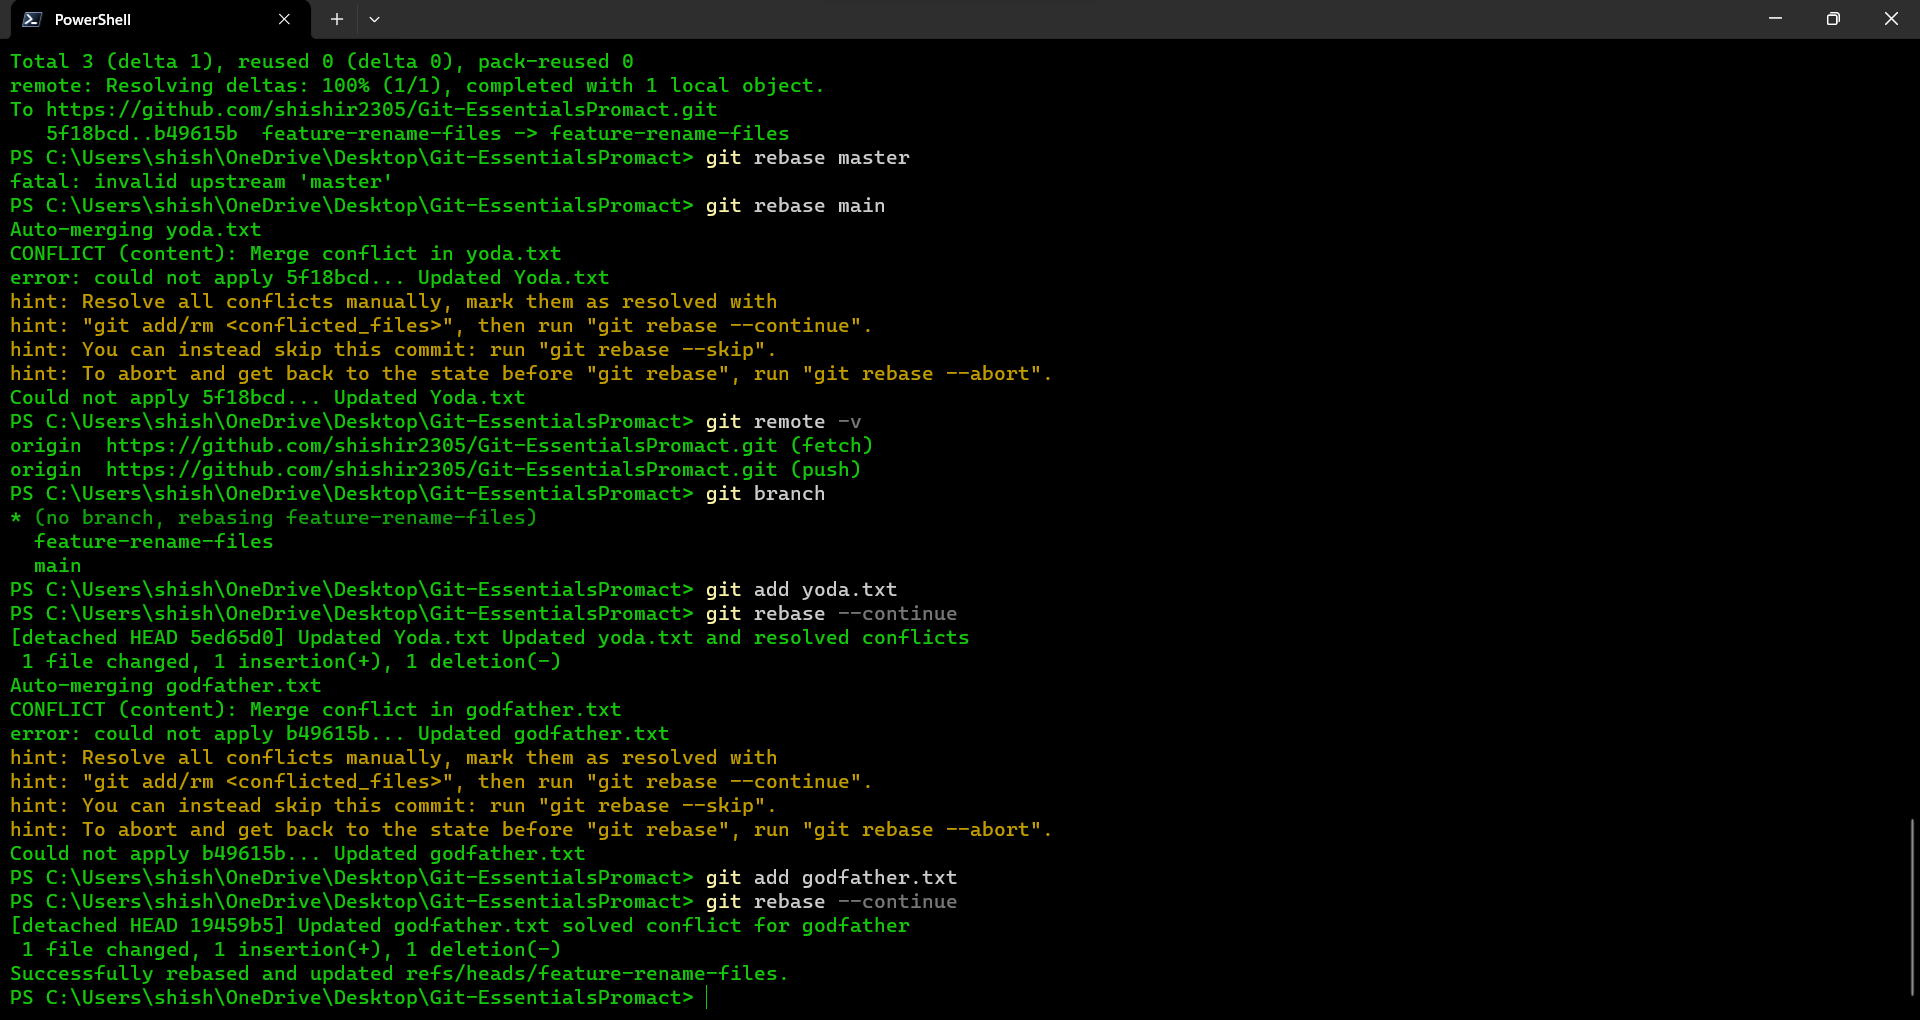 PowerShell
Total 3 (delta 1), reused 0 (delta 0), pack-reused 0
remote: Resolving deltas: 100% (1/1), completed with 1 local object.
To https://github.com/shishir2305/Git-EssentialsPromact.git
   5f18bcd..b49615b  feature-rename-files -> feature-rename-files
PS C:\Users\shish\OneDrive\Desktop\Git-EssentialsPromact> git rebase master
fatal: invalid upstream 'master'
PS C:\Users\shish\OneDrive\Desktop\Git-EssentialsPromact> git rebase main
Auto-merging yoda.txt
CONFLICT (content): Merge conflict in yoda.txt
error: could not apply 5f18bcd... Updated Yoda.txt
hint: Resolve all conflicts manually, mark them as resolved with
hint: "git add/rm <conflicted_files>", then run "git rebase --continue".
hint: You can instead skip this commit: run "git rebase --skip".
hint: To abort and get back to the state before "git rebase", run "git rebase --abort".
Could not apply 5f18bcd... Updated Yoda.txt
PS C:\Users\shish\OneDrive\Desktop\Git-EssentialsPromact> git remote -v
origin  https://github.com/shishir2305/Git-EssentialsPromact.git (fetch)
origin  https://github.com/shishir2305/Git-EssentialsPromact.git (push)
PS C:\Users\shish\OneDrive\Desktop\Git-EssentialsPromact> git branch
* (no branch, rebasing feature-rename-files)
  feature-rename-files
  main
PS C:\Users\shish\OneDrive\Desktop\Git-EssentialsPromact> git add yoda.txt
PS C:\Users\shish\OneDrive\Desktop\Git-EssentialsPromact> git rebase --continue
[detached HEAD 5ed65d0] Updated Yoda.txt Updated yoda.txt and resolved conflicts
 1 file changed, 1 insertion(+), 1 deletion(-)
Auto-merging godfather.txt
CONFLICT (content): Merge conflict in godfather.txt
error: could not apply b49615b... Updated godfather.txt
hint: Resolve all conflicts manually, mark them as resolved with
hint: "git add/rm <conflicted_files>", then run "git rebase --continue".
hint: You can instead skip this commit: run "git rebase --skip".
hint: To abort and get back to the state before "git rebase", run "git rebase --abort".
Could not apply b49615b... Updated godfather.txt
PS C:\Users\shish\OneDrive\Desktop\Git-EssentialsPromact> git add godfather.txt
PS C:\Users\shish\OneDrive\Desktop\Git-EssentialsPromact> git rebase --continue
[detached HEAD 19459b5] Updated godfather.txt solved conflict for godfather
 1 file changed, 1 insertion(+), 1 deletion(-)
Successfully rebased and updated refs/heads/feature-rename-files.
PS C:\Users\shish\OneDrive\Desktop\Git-EssentialsPromact>